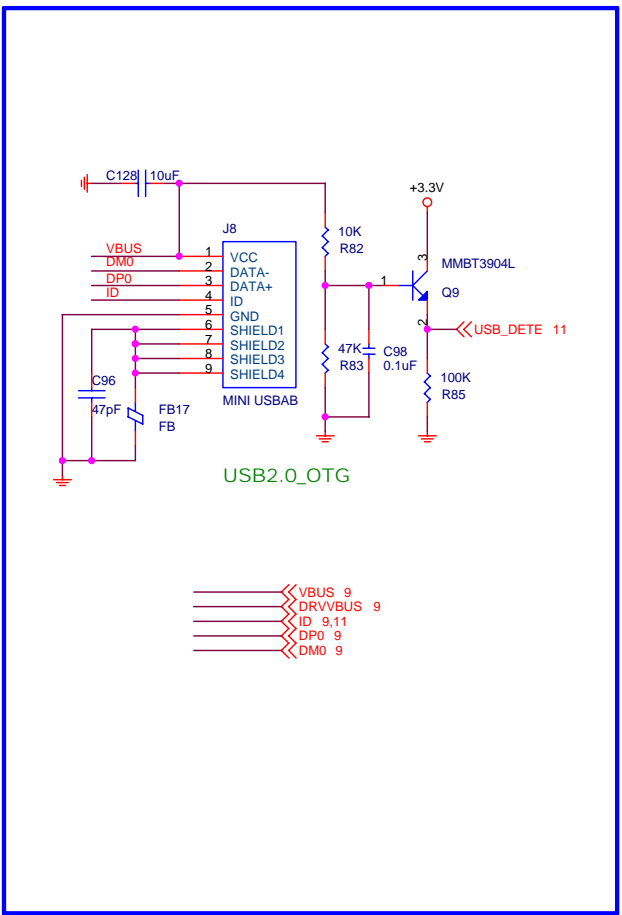 C128 10uF
+3.3V
J8
VBUS 1 VCC
DM0 2 DATA-
DP0 3 DATA+
ID 4 ID
5 GND
6 SHIELD1
7 SHIELD2
8 SHIELD3
9 SHIELD4
MINI USBAB
10K
R82
3
MMBT3904L
1
Q9
2
USB_DETE 11
47K
R83
C98
0.1uF
100K
R85
C96
47pF
FB17
FB
USB2.0_OTG
VBUS 9
DRVVBUS 9
ID 9,11
DP0 9
DM0 9